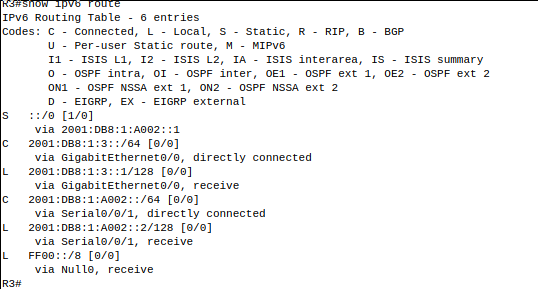 R3#show ipv6 route
IPv6 Routing Table - 6 entries
Codes: C - Connected, L - Local, S - Static, R - RIP, B - BGP
       U - Per-user Static route, M - MIPv6
       I1 - ISIS L1, I2 - ISIS L2, IA - ISIS interarea, IS - ISIS summary
       O - OSPF intra, OI - OSPF inter, OE1 - OSPF ext 1, OE2 - OSPF ext 2
       ON1 - OSPF NSSA ext 1, ON2 - OSPF NSSA ext 2
       D - EIGRP, EX - EIGRP external
S   ::/0 [1/0]
     via 2001:DB8:1:A002::1
C   2001:DB8:1:3::/64 [0/0]
     via GigabitEthernet0/0, directly connected
L   2001:DB8:1:3::1/128 [0/0]
     via GigabitEthernet0/0, receive
C   2001:DB8:1:A002::/64 [0/0]
     via Serial0/0/1, directly connected
L   2001:DB8:1:A002::2/128 [0/0]
     via Serial0/0/1, receive
L   FF00::/8 [0/0]
     via Null0, receive
R3#